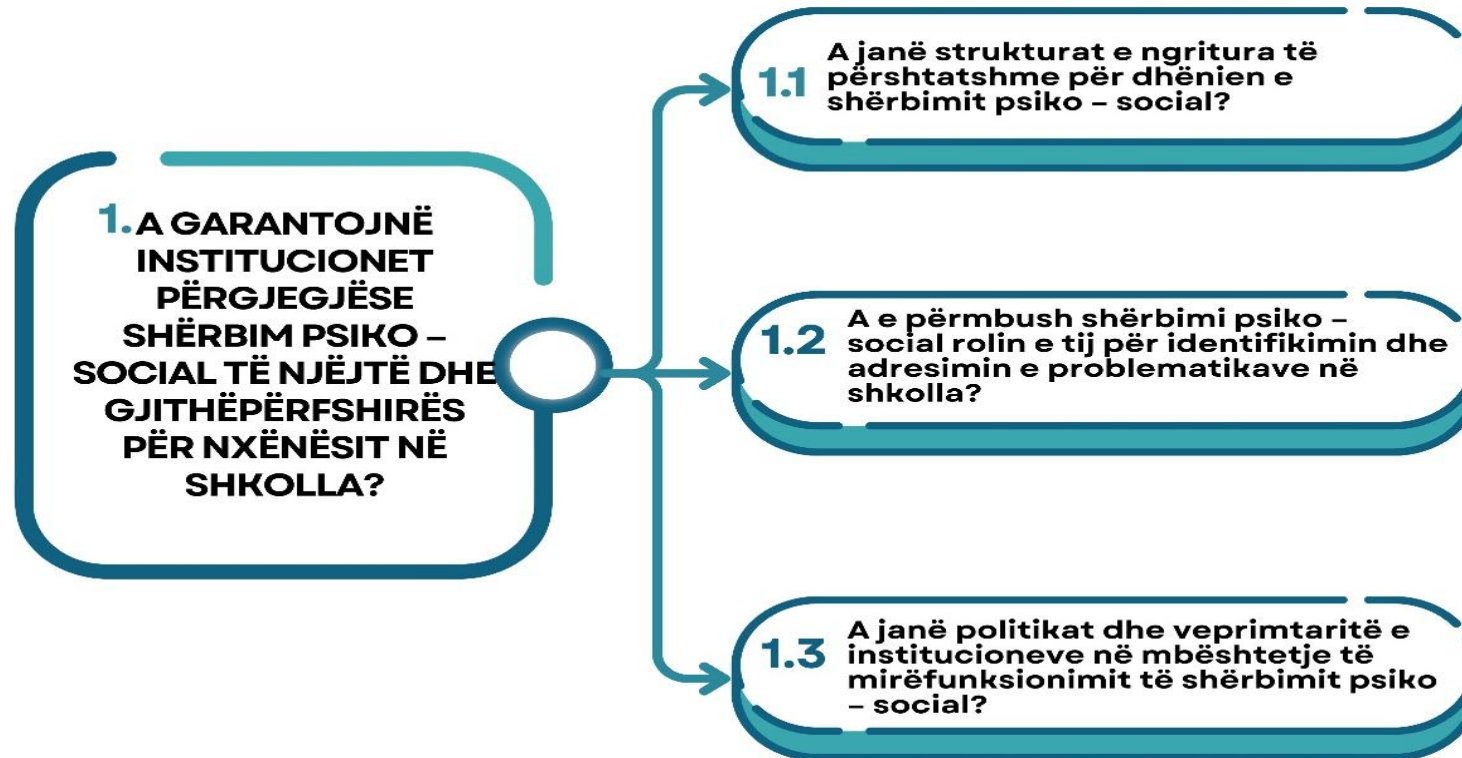 1. A GARANTOJNË
INSTITUCIONET
PËRGJEGJËSE
SHËRBIM PSIKO –
SOCIAL TË NJËJTË DHE
GJITHËPËRFSHIRËS
PËR NXËNËSIT NË
SHKOLLA?
1.1 A janë strukturat e ngritura të
përshtatshme për dhënien e
shërbimit psiko – social?
1.2 A e përmbush shërbimi psiko –
social rolin e tij për identifikimin dhe
adresimin e problematikave në
shkolla?
1.3 A janë politikat dhe veprimtaritë e
institucioneve në mbështetje të
mirëfunksionimit të shërbimit psiko
– social?